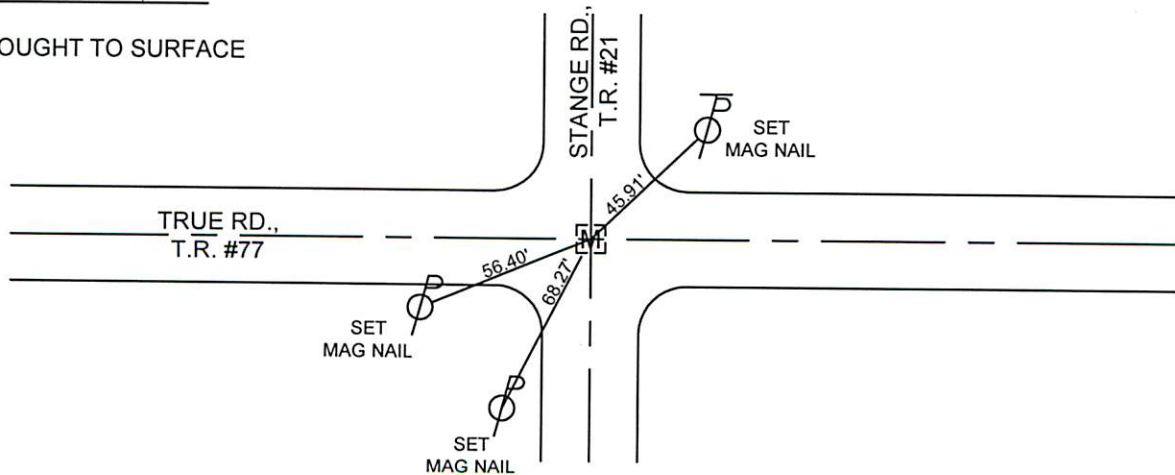 OUGHT TO SURFACE
STANGE RD.,
T.R. #21
P
SET
MAG NAIL
45.91'
TRUE RD.,
T.R. #77
M
56.40'
68.27'
P
SET
MAG NAIL
P
SET
MAG NAIL